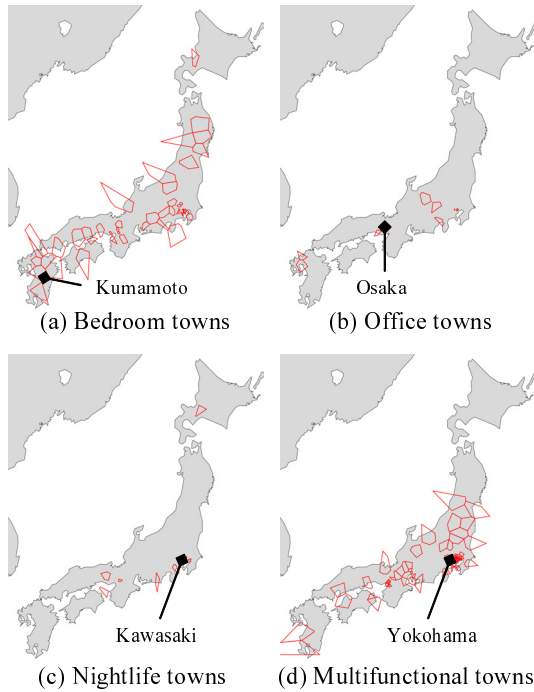 Kumamoto
(a) Bedroom towns
Osaka
(b) Office towns
Kawasaki
(c) Nightlife towns
Yokohama
(d) Multifunctional towns